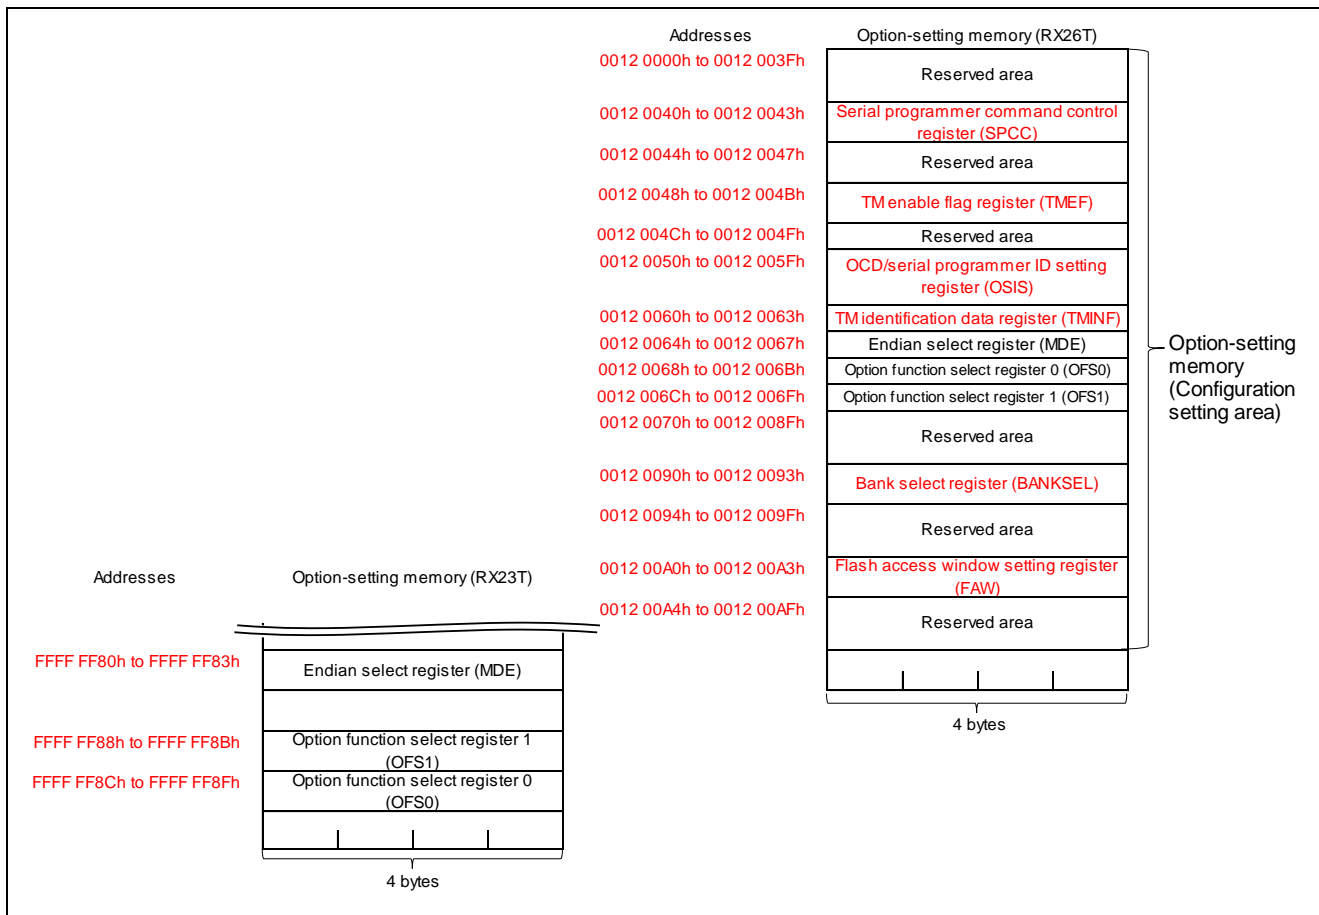 Addresses
Option-setting memory (RX26T)
0012 0000h to 0012 003Fh
Reserved area
0012 0040h to 0012 0043h
Serial programmer command control
register (SPCC)
0012 0044h to 0012 0047h
Reserved area
0012 0048h to 0012 004Bh
TM enable flag register (TMEF)
0012 004Ch to 0012 004Fh
Reserved area
0012 0050h to 0012 005Fh
OCD/serial programmer ID setting
register (OSIS)
0012 0060h to 0012 0063h
TM identification data register (TMINF)
0012 0064h to 0012 0067h
Endian select register (MDE)
0012 0068h to 0012 006Bh
Option function select register 0 (OFS0)
0012 006Ch to 0012 006Fh
Option function select register 1 (OFS1)
0012 0070h to 0012 008Fh
Reserved area
0012 0090h to 0012 0093h
Bank select register (BANKSEL)
0012 0094h to 0012 009Fh
Reserved area
0012 00A0h to 0012 00A3h
Flash access window setting register
(FAW)
0012 00A4h to 0012 00AFh
Reserved area
Option-setting
memory
(Configuration
setting area)
4 bytes
Addresses
Option-setting memory (RX23T)
FFFF FF80h to FFFF FF83h
Endian select register (MDE)
FFFF FF88h to FFFF FF8Bh
Option function select register 1
(OFS1)
FFFF FF8Ch to FFFF FF8Fh
Option function select register 0
(OFS0)
4 bytes